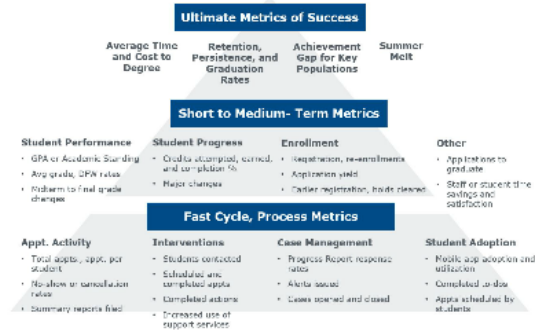 Ultimate Metrics of Success
Average Time
and Cost to
Degree
Retention,
Persistence, and
Graduation
Rates
Achievement
Gap for Key
Populations
Summer
Melt
Short to Medium- Term Metrics
Student Performance
• GPA or Academic Standing
• Avg grade, DFW rates
• Midterm to final grade
changes
Student Progress
• Credits attempted, earned,
and completion %
• Major changes
Enrollment
• Registration, re-enrollments
• Application yield
• Earlier registration, holds cleared
Other
• Applications to
graduate
• Staff or student time
savings and
satisfaction
Fast Cycle, Process Metrics
Appt. Activity
• Total appts., appt. per
student
• No-show or cancellation
rates
• Summary reports filed
Interventions
• Students contacted
• Scheduled and
completed appts
• Completed actions
• Increased use of
support services
Case Management
• Progress Report response
rates
• Alerts issued
• Cases opened and closed
Student Adoption
• Mobile app adoption and
utilization
• Completed to-dos
• Appts scheduled by
students